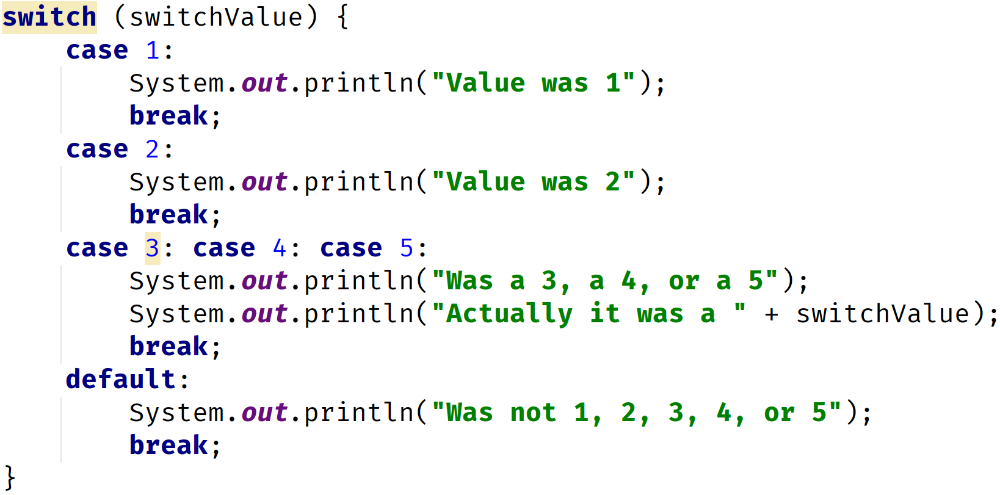 switch (switchValue) {
    case 1:
        System.out.println("Value was 1");
        break;
    case 2:
        System.out.println("Value was 2");
        break;
    case 3: case 4: case 5:
        System.out.println("Was a 3, a 4, or a 5");
        System.out.println("Actually it was a " + switchValue);
        break;
    default:
        System.out.println("Was not 1, 2, 3, 4, or 5");
        break;
}